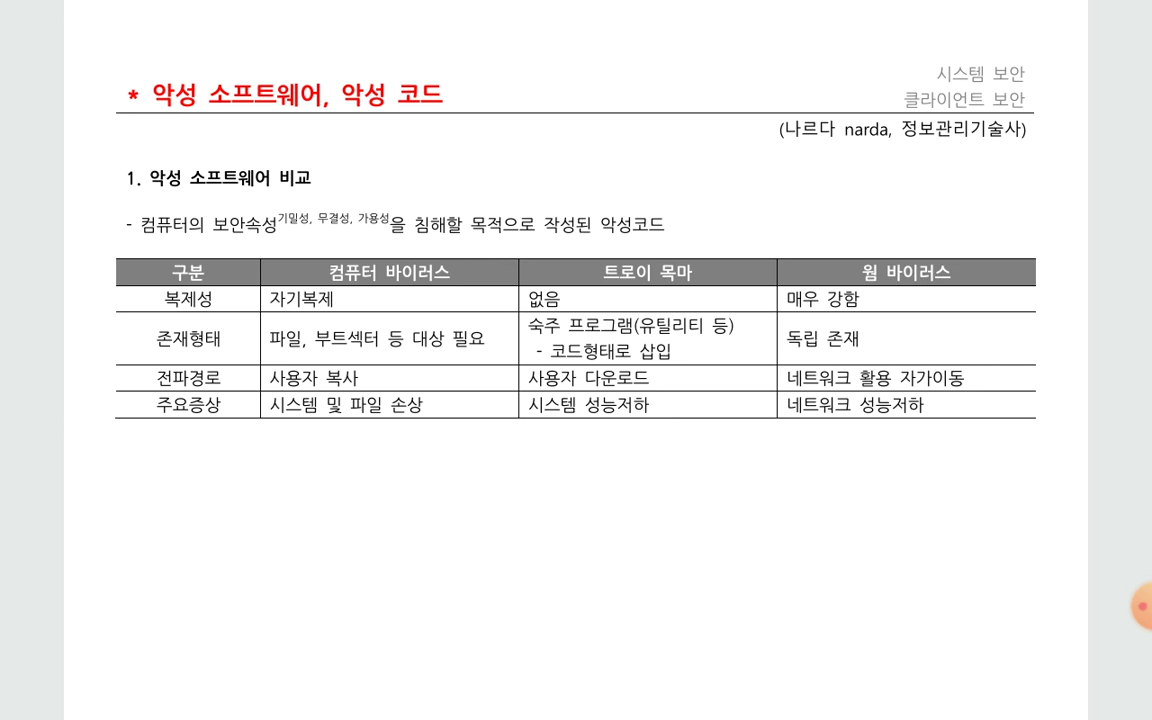 시스템 보안
* 악성 소프트웨어, 악성 코드
클라이언트 보안
(나르다 narda, 정보관리기술사)
1. 악성 소프트웨어 비교
- 컴퓨터의 보안속성기밀성, 무결성, 가용성을 침해할 목적으로 작성된 악성코드
구분 컴퓨터 바이러스 트로이 목마 웜 바이러스
복제성 자기복제 없음 매우 강함
존재형태 파일, 부트섹터 등 대상 필요 숙주 프로그램(유틸리티 등) 독립 존재
- 코드형태로 삽입
전파경로 사용자 복사 사용자 다운로드 네트워크 활용 자가이동
주요증상 시스템 및 파일 손상 시스템 성능저하 네트워크 성능저하